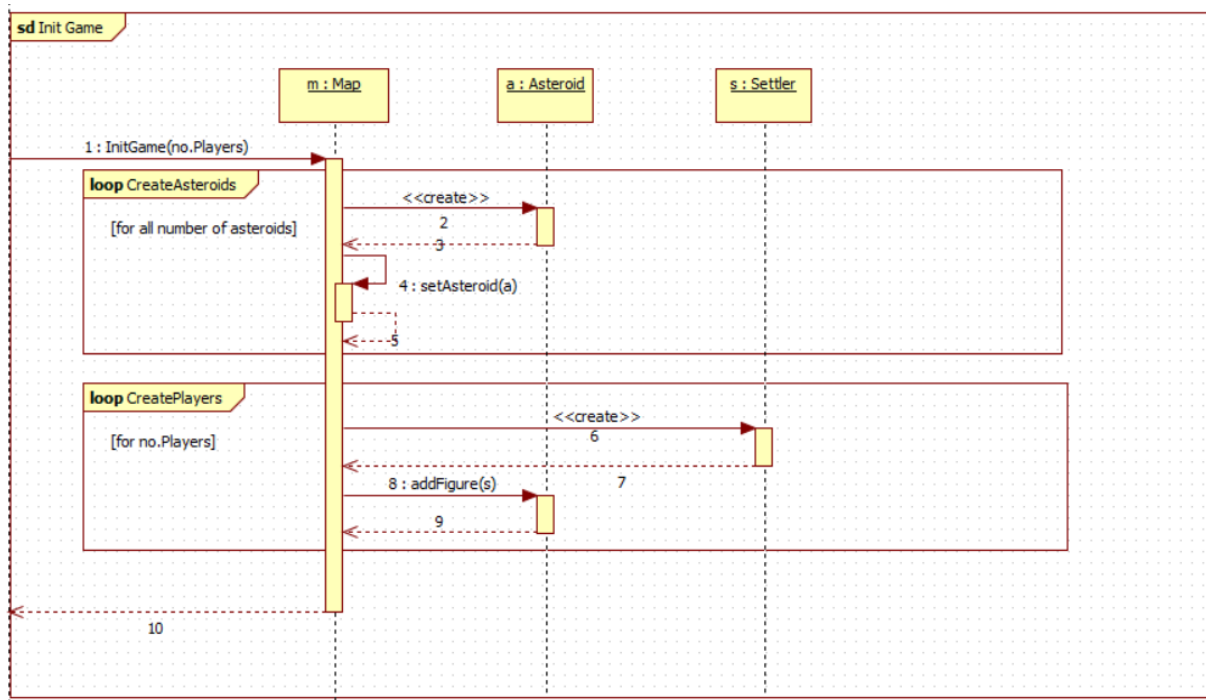 sd Init Game
m : Map
a : Asteroid
s : Settler
1 : InitGame(no.Players)
loop CreateAsteroids
[for all number of asteroids]
<<create>>
2
3
4 : setAsteroid(a)
5
loop CreatePlayers
[for no.Players]
<<create>>
6
7
8 : addFigure(s)
9
10